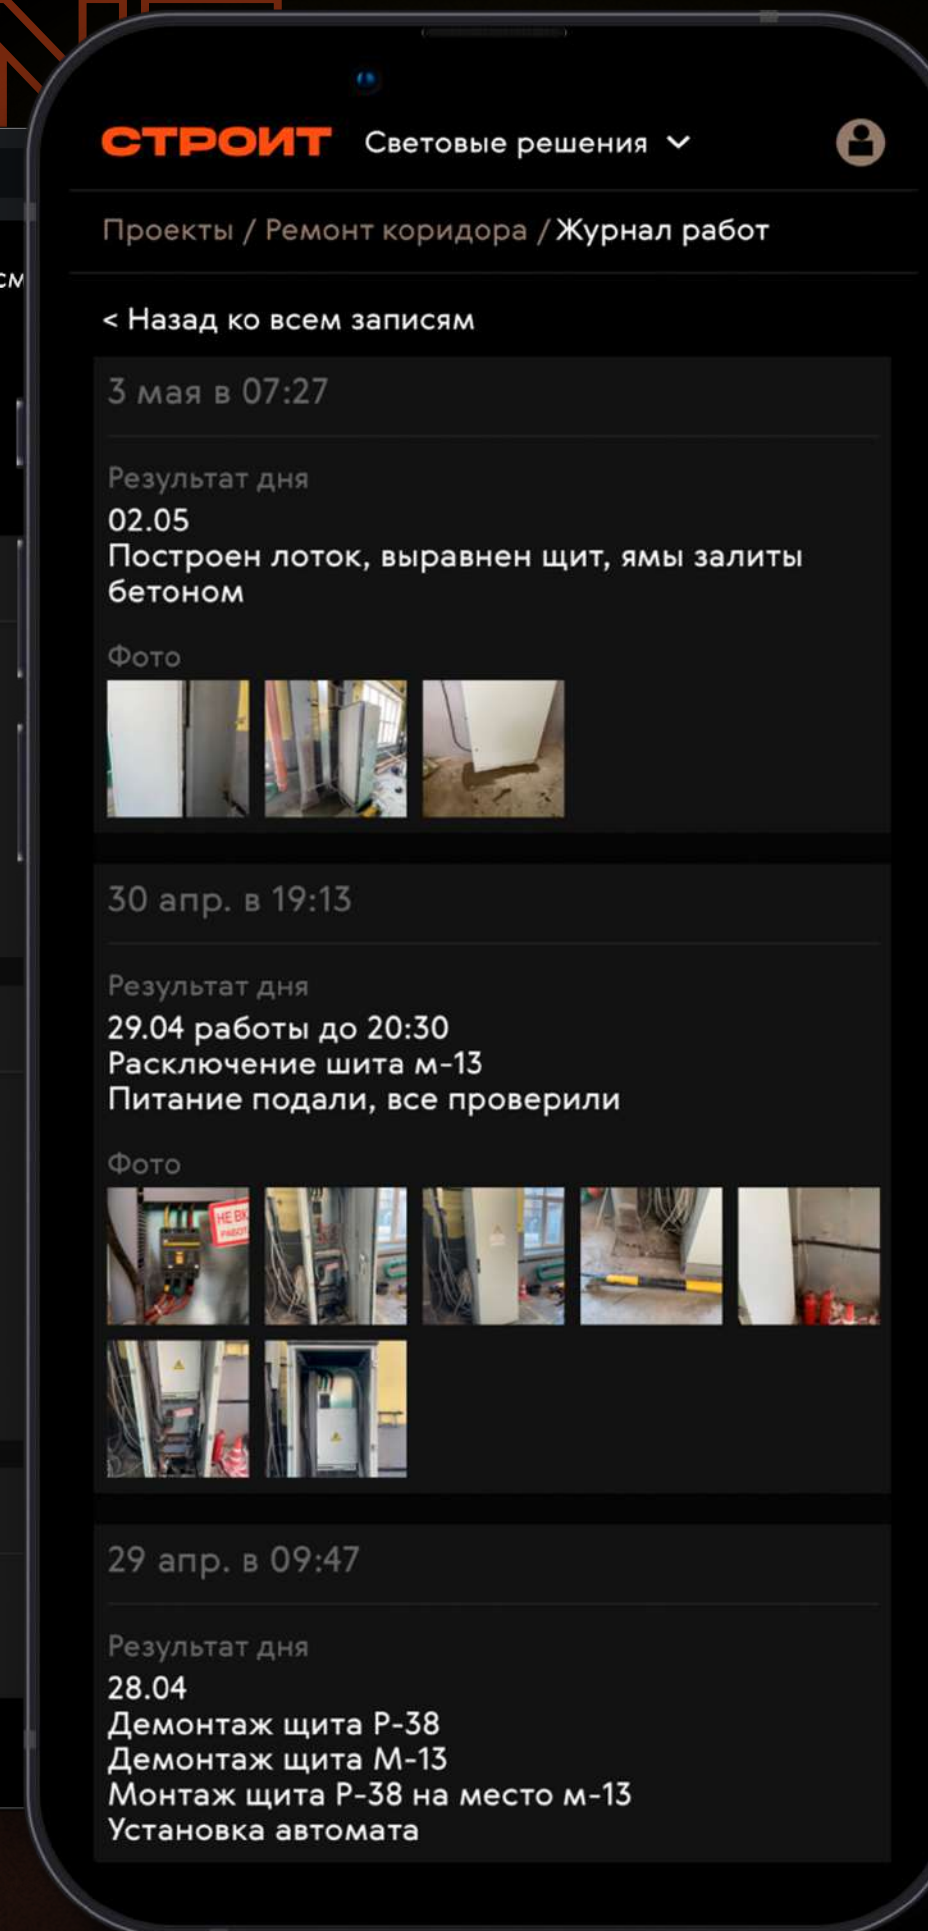 СТРОИТ Световые решения
Проекты / Ремонт коридора / Журнал работ
< Назад ко всем записям
3 мая в 07:27
Результат дня
02.05
Построен лоток, выравнен щит, ямы залиты
бетоном
Фото
30 апр. в 19:13
Результат дня
29.04 работы до 20:30
Расключение шита м-13
Питание подали, все проверили
Фото
НЕ ВК
РАБОТ
29 апр. в 09:47
Результат дня
28.04
Демонтаж щита Р-38
Демонтаж щита М-13
Монтаж щита Р-38 на место м-13
Установка автомата